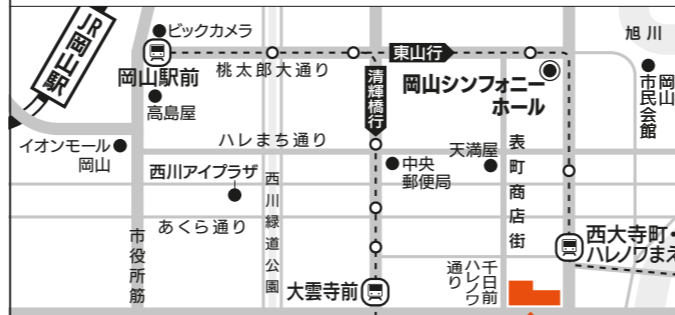 JR岡山駅
ビックカメラ
岡山駅前
桃太郎大通り
東山行
清輝橋行
岡山シンフォニー
ホール
旭川
岡山
市民会館
高島屋
イオンモール
岡山
ハレまち通り
西川アイプラザ
中央
郵便局
天満屋
表町商店街
あくら通り
西川緑道公園
市役所筋
大雲寺前
千日前
ハレノワ
通り
西大寺町・
ハレノワまえ